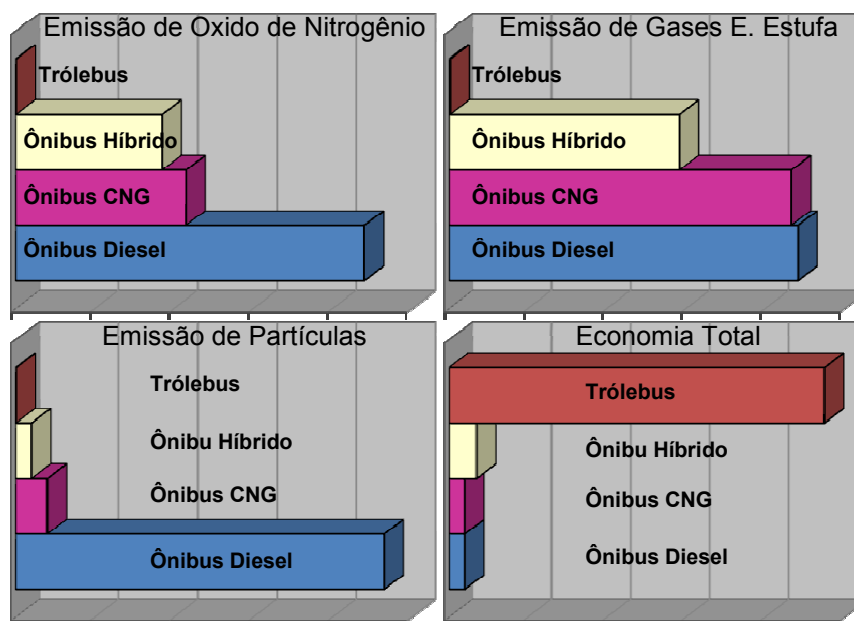 Emissão de Oxido de Nitrogênio
Trólebus
Ônibus Híbrido
Ônibus CNG
Ônibus Diesel
Emissão de Gases E. Estufa
Trólebus
Ônibus Híbrido
Ônibus CNG
Ônibus Diesel
Emissão de Partículas
Trólebus
Ônibu Híbrido
Ônibus CNG
Ônibus Diesel
Economia Total
Trólebus
Ônibu Híbrido
Ônibus CNG
Ônibus Diesel